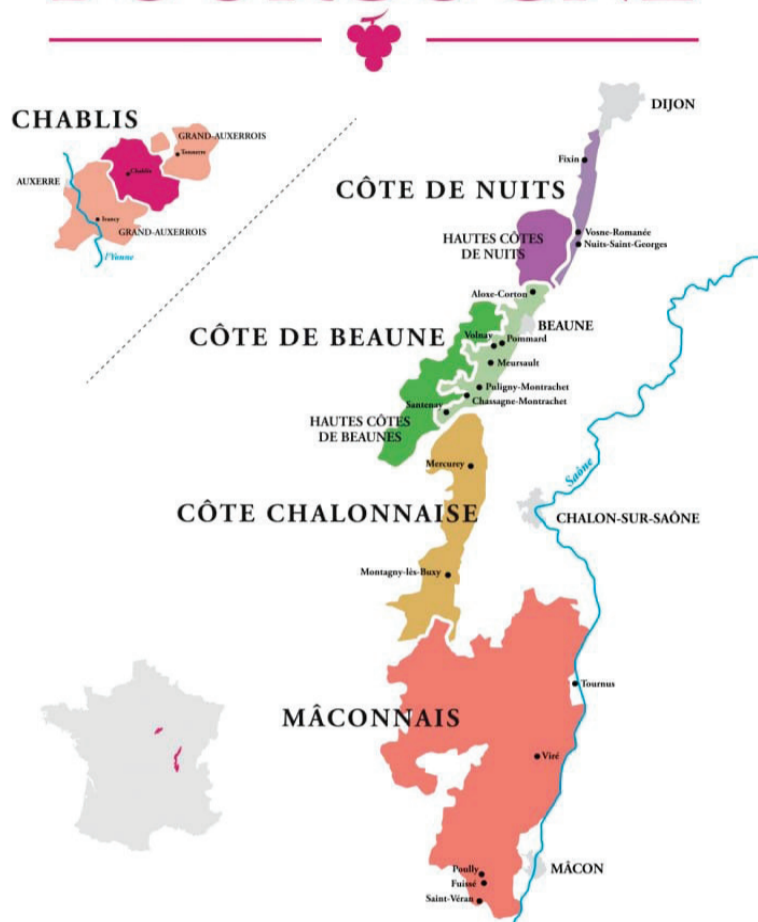 BOURGOGNE
CHABLIS
GRAND-AUXERROIS
Tonnerre
Chablis
AUXERRE
Irancy
GRAND-AUXERROIS
l'Yonne
DIJON
Fixin
CÔTE DE NUITS
HAUTES CÔTES
DE NUITS
Vosne-Romanée
Nuits-Saint-Georges
Aloxe-Corton
BEAUNE
CÔTE DE BEAUNE
Volnay
Pommard
Meursault
Puligny-Montrachet
Chassagne-Montrachet
Santenay
HAUTES CÔTES
DE BEAUNES
Mercurey
Saône
CÔTE CHALONNAISE
CHALON-SUR-SAÔNE
Montagny-lès-Buxy
Tournus
MÂCONNAIS
Viré
MÂCON
Poully
Fuissé
Saint-Véran